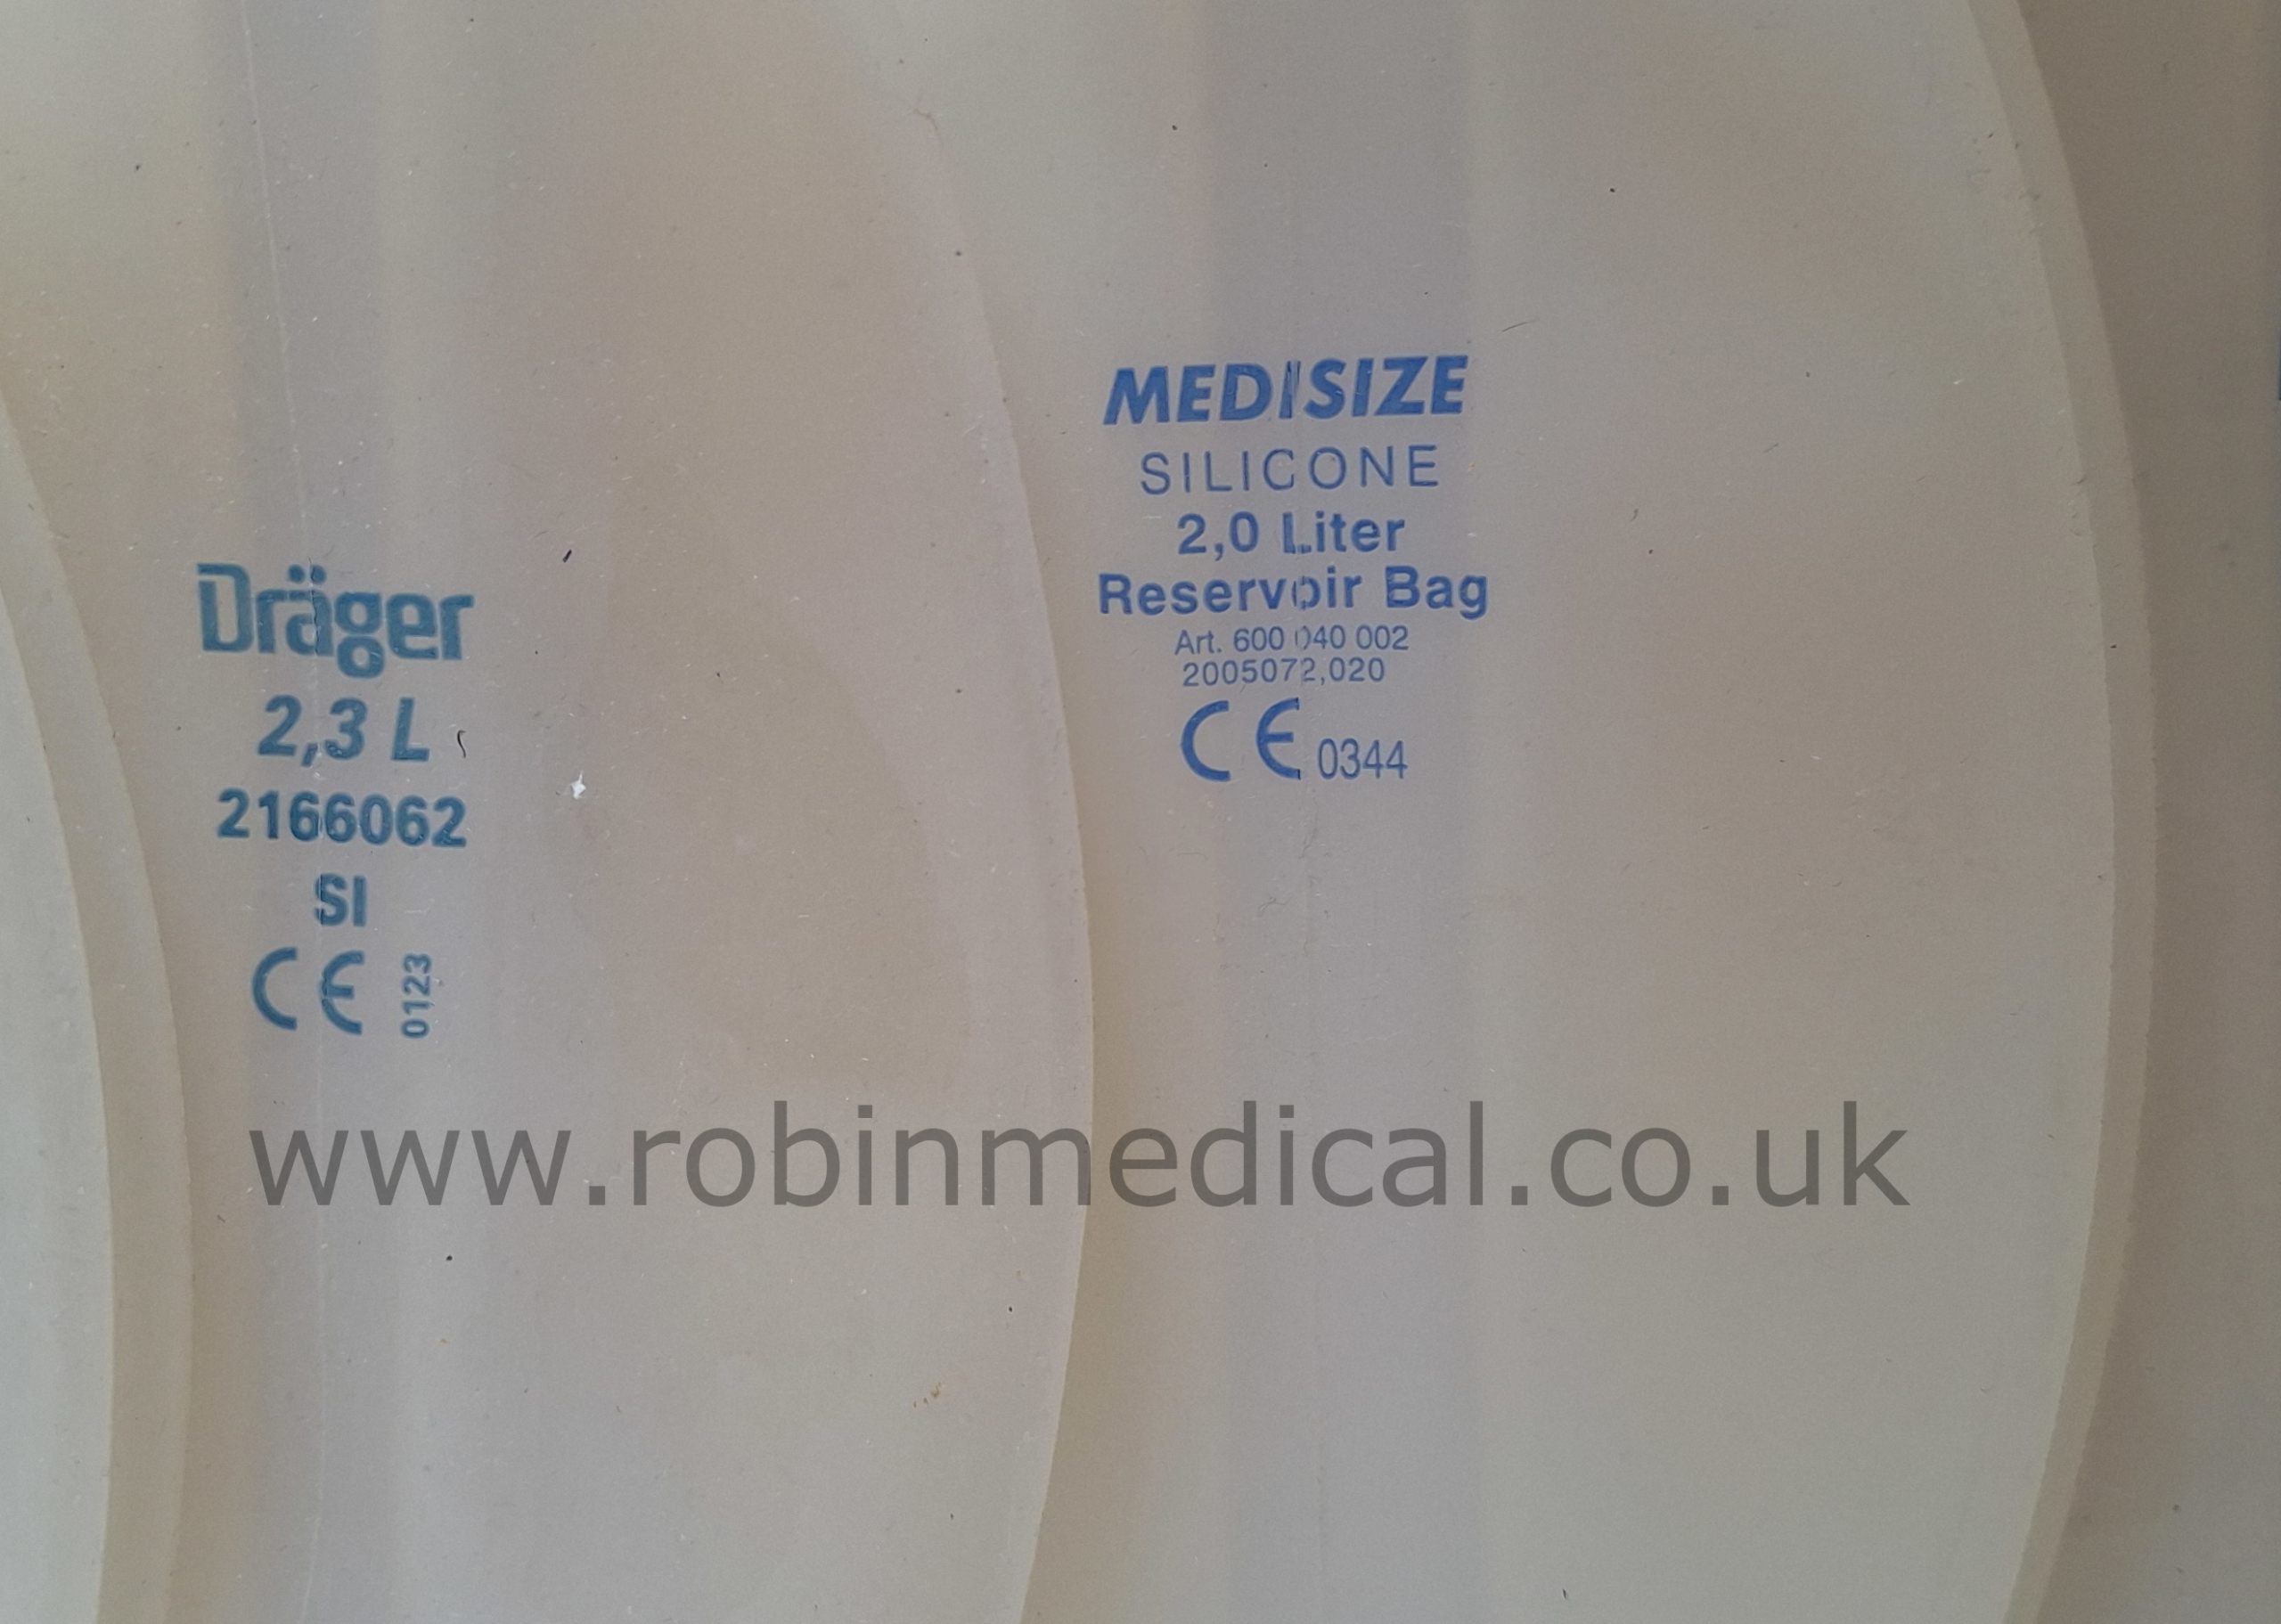 Dräger
2,3 L
2166062
SI
CE 0123
MEDISIZE
SILICONE
2,0 Liter
Reservoir Bag
Art. 600 040 002
2005072,020
CE 0344
www.robinmedical.co.uk